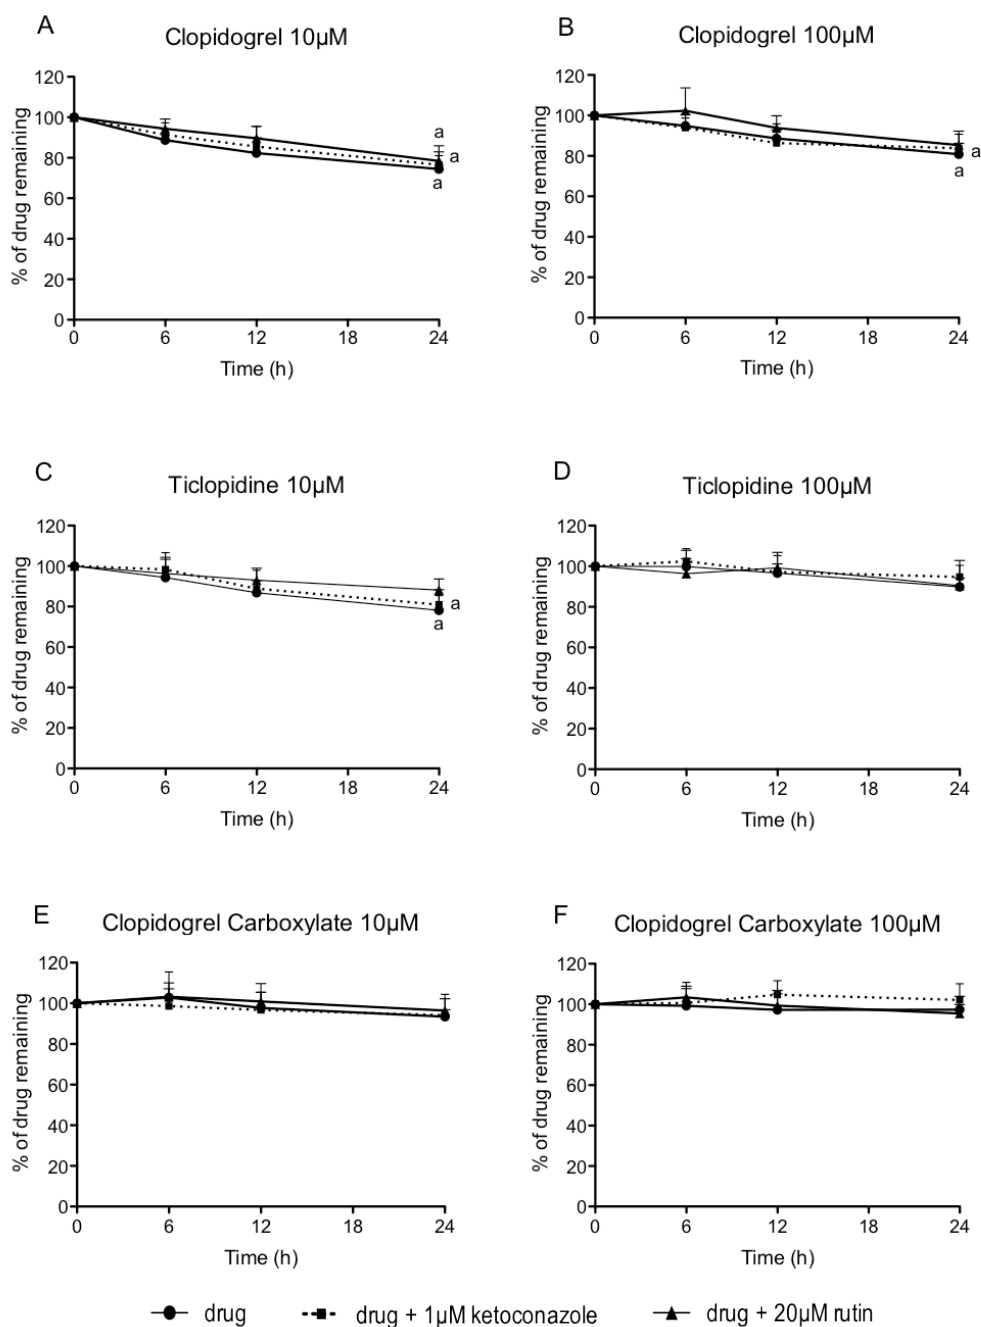 A
Clopidogrel 10µM
120
100
80
60
40
20
0
% of drug remaining
a
a
a
0 6 12 18 24
Time (h)
B
Clopidogrel 100µM
120
100
80
60
40
20
0
% of drug remaining
a
a
0 6 12 18 24
Time (h)
C
Ticlopidine 10µM
120
100
80
60
40
20
0
% of drug remaining
a
a
0 6 12 18 24
Time (h)
D
Ticlopidine 100µM
120
100
80
60
40
20
0
% of drug remaining
0 6 12 18 24
Time (h)
E
Clopidogrel Carboxylate 10µM
120
100
80
60
40
20
0
% of drug remaining
0 6 12 18 24
Time (h)
F
Clopidogrel Carboxylate 100µM
120
100
80
60
40
20
0
% of drug remaining
0 6 12 18 24
Time (h)
drug drug + 1µM ketoconazole drug + 20µM rutin